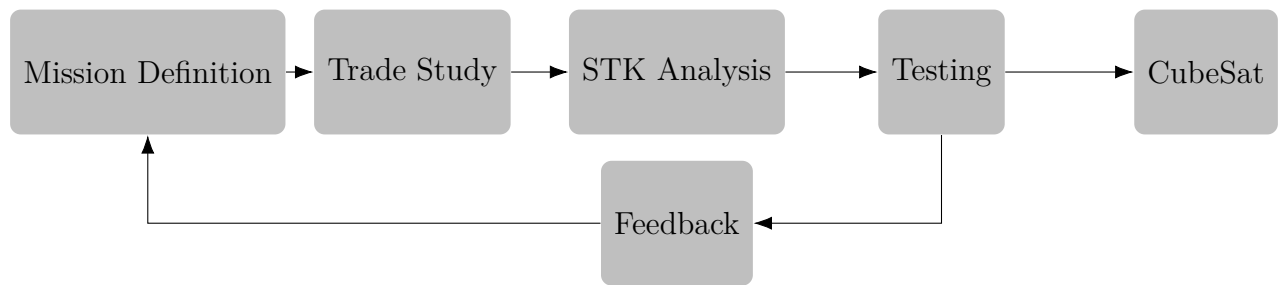 Mission Definition
Trade Study
STK Analysis
Testing
CubeSat
Feedback